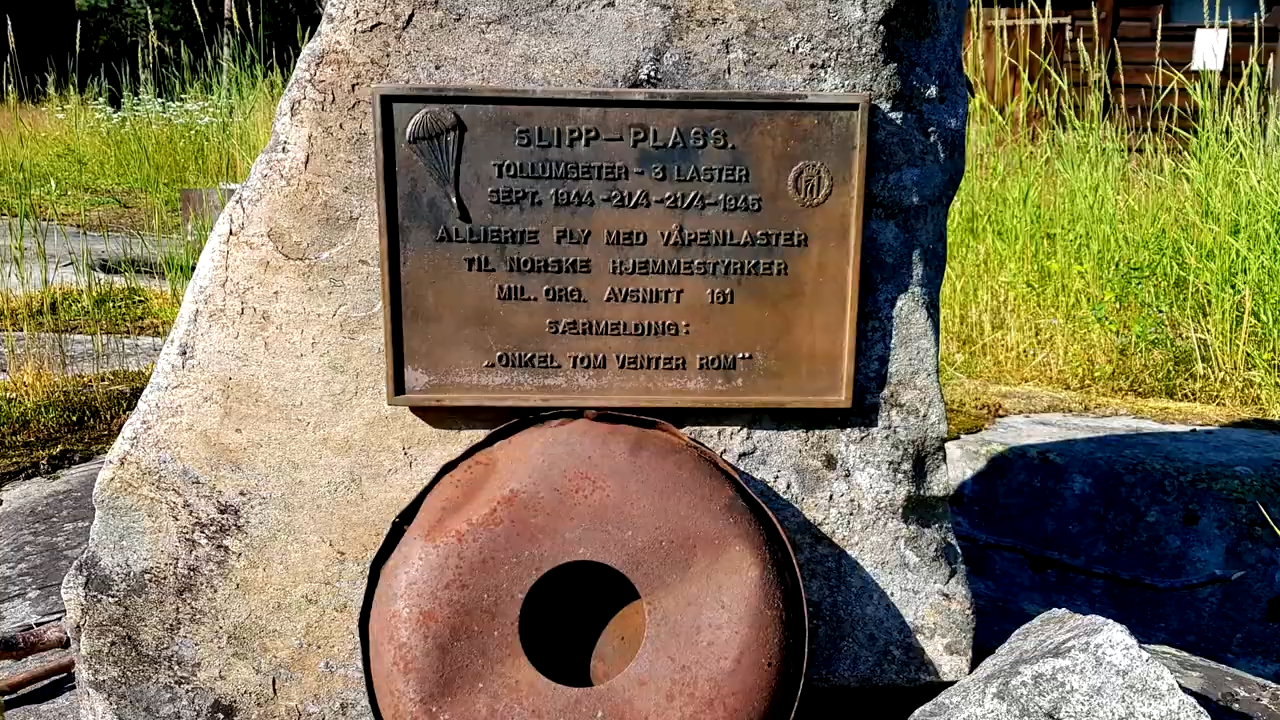 SLIPP-PLASS.
TOLLUMSETER - 3 LASTER
SEPT. 1944 - 21/4 - 21/4 - 1945
ALLIERTE FLY MED VÅPENLASTER
TIL NORSKE HJEMMESTYRKER
MIL. ORG. AVSNITT 161
SÆRMELDING:
„ONKEL TOM VENTER ROM"